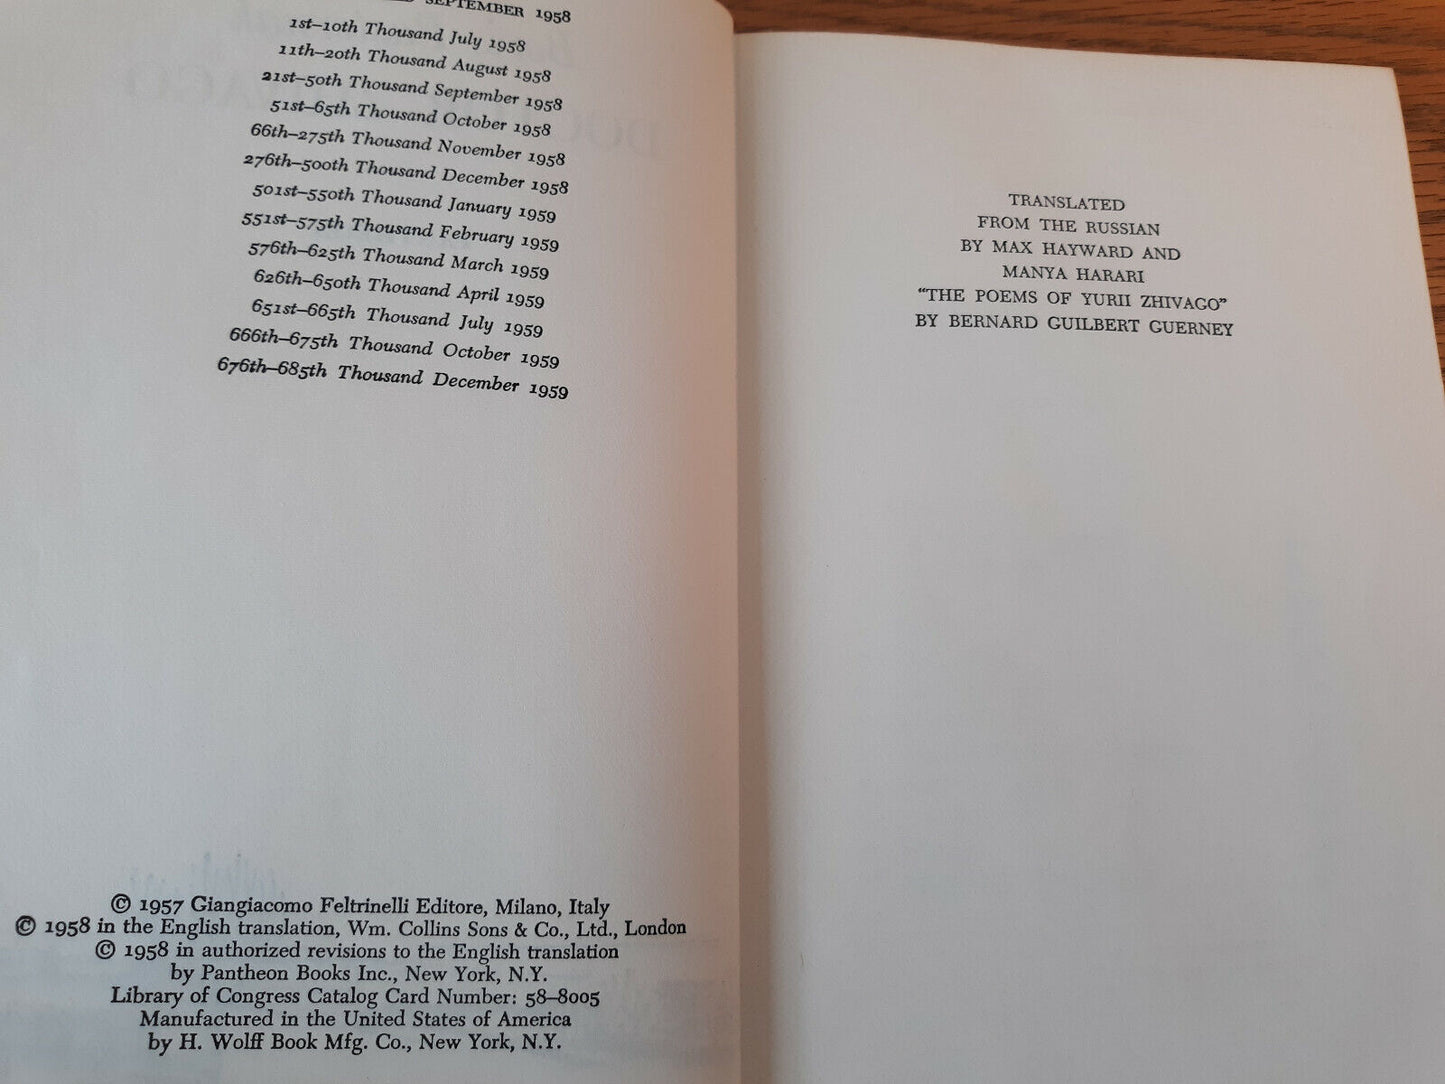 SEPTEMBER 1958
1st–10th Thousand July 1958
11th–20th Thousand August 1958
21st–50th Thousand September 1958
51st–65th Thousand October 1958
66th–275th Thousand November 1958
276th–500th Thousand December 1958
501st–550th Thousand January 1959
551st–575th Thousand February 1959
576th–625th Thousand March 1959
626th–650th Thousand April 1959
651st–665th Thousand July 1959
666th–675th Thousand October 1959
676th–685th Thousand December 1959
© 1957 Giangiacomo Feltrinelli Editore, Milano, Italy
© 1958 in the English translation, Wm. Collins Sons & Co., Ltd., London
© 1958 in authorized revisions to the English translation
by Pantheon Books Inc., New York, N.Y.
Library of Congress Catalog Card Number: 58–8005
Manufactured in the United States of America
by H. Wolff Book Mfg. Co., New York, N.Y.
TRANSLATED
FROM THE RUSSIAN
BY MAX HAYWARD AND
MANYA HARARI
“THE POEMS OF YURII ZHIVAGO”
BY BERNARD GUILBERT GUERNEY